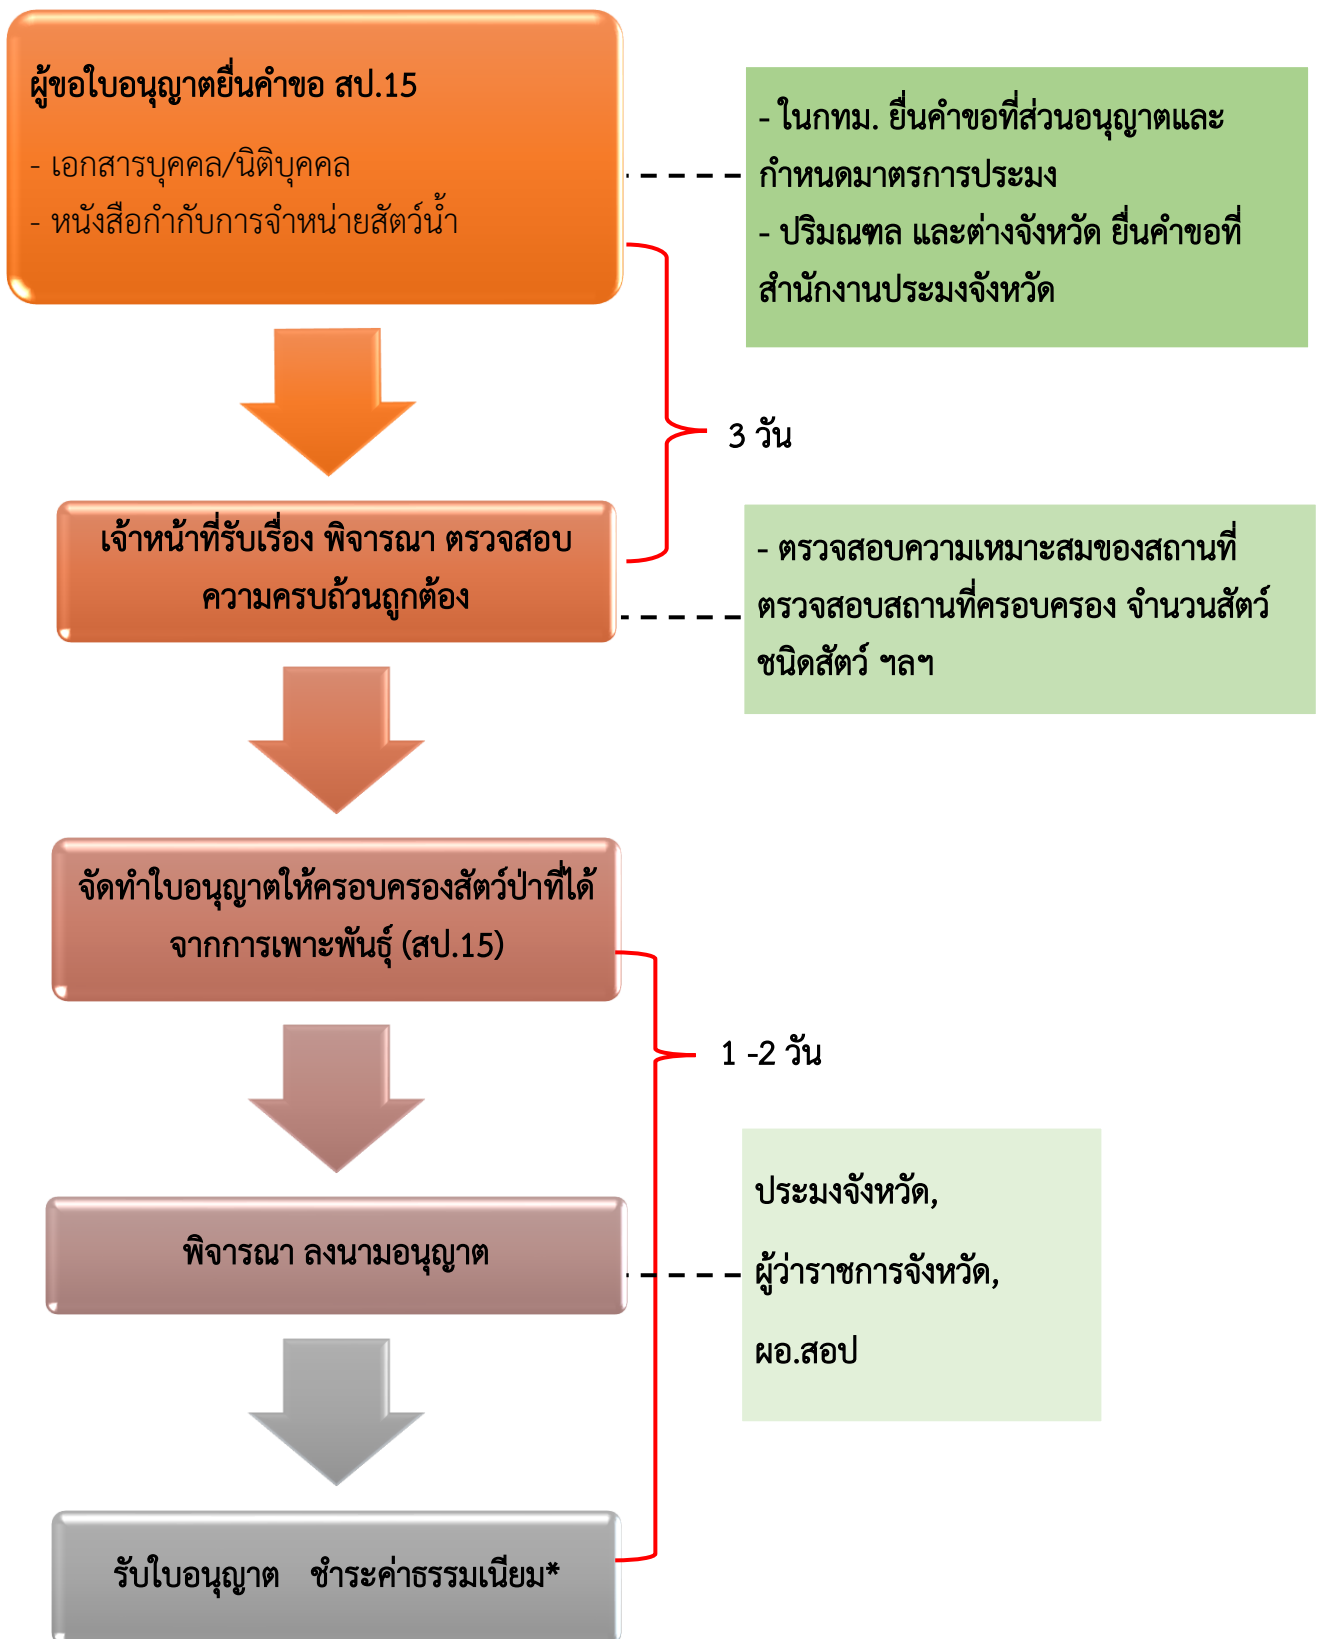 ผู้ขอใบอนุญาตยื่นคำขอ สป.15
- เอกสารบุคคล/นิติบุคคล
- หนังสือกำกับการจำหน่ายสัตว์น้ำ
- ในกทม. ยื่นคำขอที่ส่วนอนุญาตและ
กำหนดมาตรการประมง
- ปริมณฑล และต่างจังหวัด ยื่นคำขอที่
สำนักงานประมงจังหวัด
3 วัน
เจ้าหน้าที่รับเรื่อง พิจารณา ตรวจสอบ
ความครบถ้วนถูกต้อง
- ตรวจสอบความเหมาะสมของสถานที่
ตรวจสอบสถานที่ครอบครอง จำนวนสัตว์
ชนิดสัตว์ ฯลฯ
จัดทำใบอนุญาตให้ครอบครองสัตว์ป่าที่ได้
จากการเพาะพันธุ์ (สป.15)
1 -2 วัน
พิจารณา ลงนามอนุญาต
ประมงจังหวัด,
ผู้ว่าราชการจังหวัด,
ผอ.สอป
รับใบอนุญาต ชำระค่าธรรมเนียม*